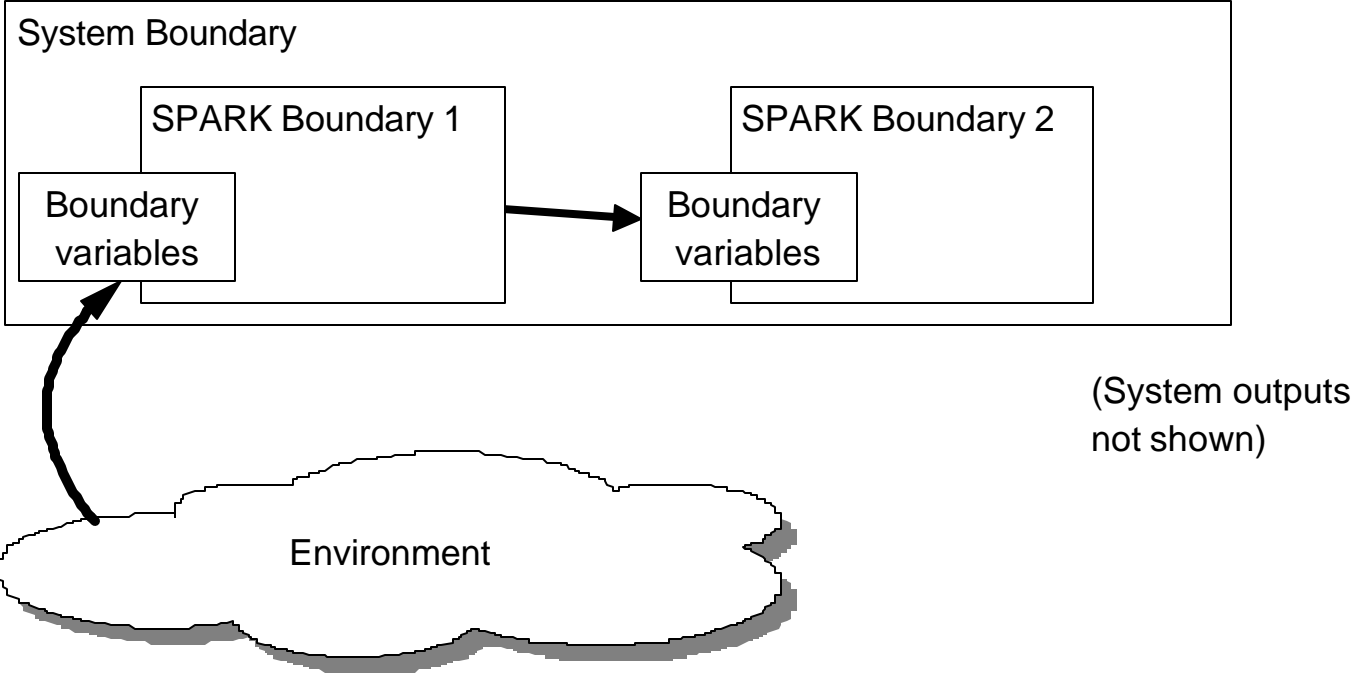 System Boundary
SPARK Boundary 1
SPARK Boundary 2
Boundary
variables
Boundary
variables
(System outputs
not shown)
Environment